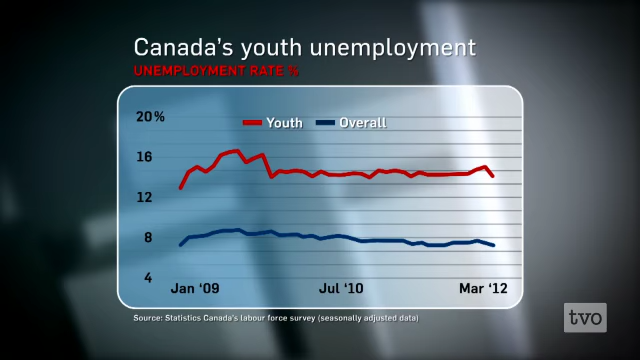 Canada's youth unemployment
UNEMPLOYMENT RATE %
20%
Youth Overall
16
12
8
4
Jan '09 Jul '10 Mar '12
Source: Statistics Canada's labour force survey (seasonally adjusted data)
tvo